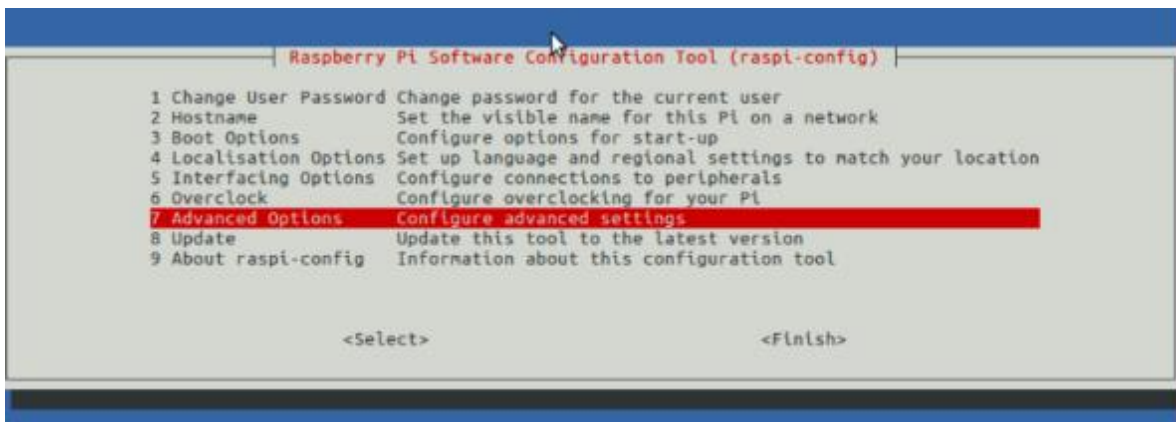 Raspberry Pi Software Configuration Tool (raspi-config)
1 Change User Password Change password for the current user
2 Hostname Set the visible name for this Pi on a network
3 Boot Options Configure options for start-up
4 Localisation Options Set up language and regional settings to match your location
5 Interfacing Options Configure connections to peripherals
6 Overclock Configure overclocking for your Pi
7 Advanced Options Configure advanced settings
8 Update Update this tool to the latest version
9 About raspi-config Information about this configuration tool
<Select> <Finish>